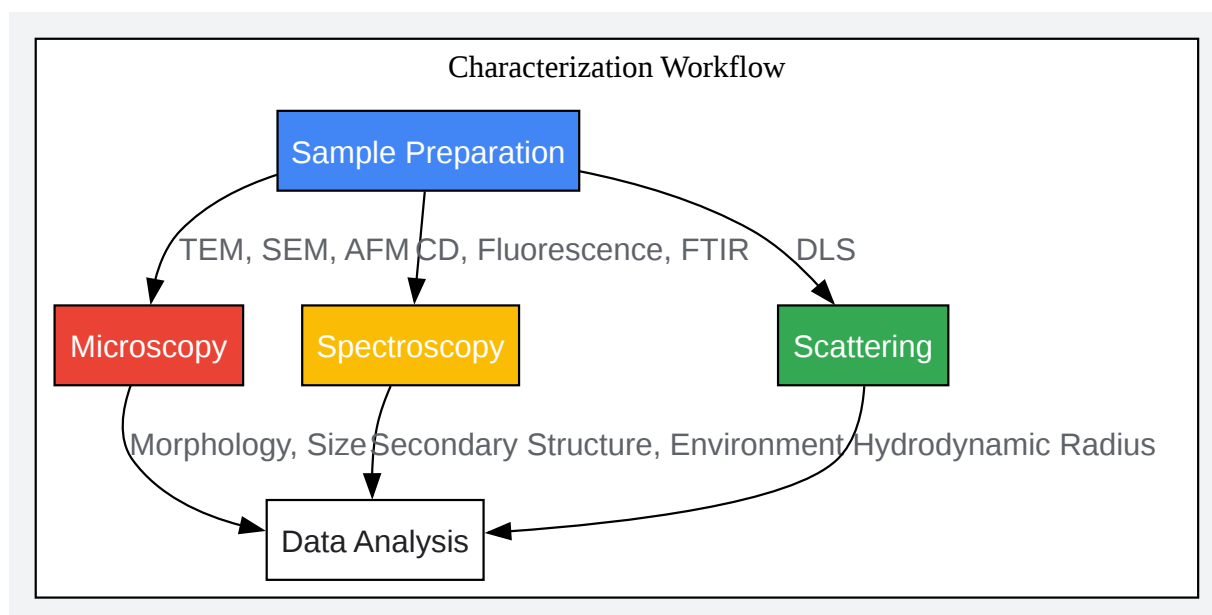 Characterization Workflow
Sample Preparation
TEM, SEM, AFM
CD, Fluorescence, FTIR
DLS
Microscopy
Spectroscopy
Scattering
Morphology, Size
Secondary Structure, Environment
Hydrodynamic Radius
Data Analysis